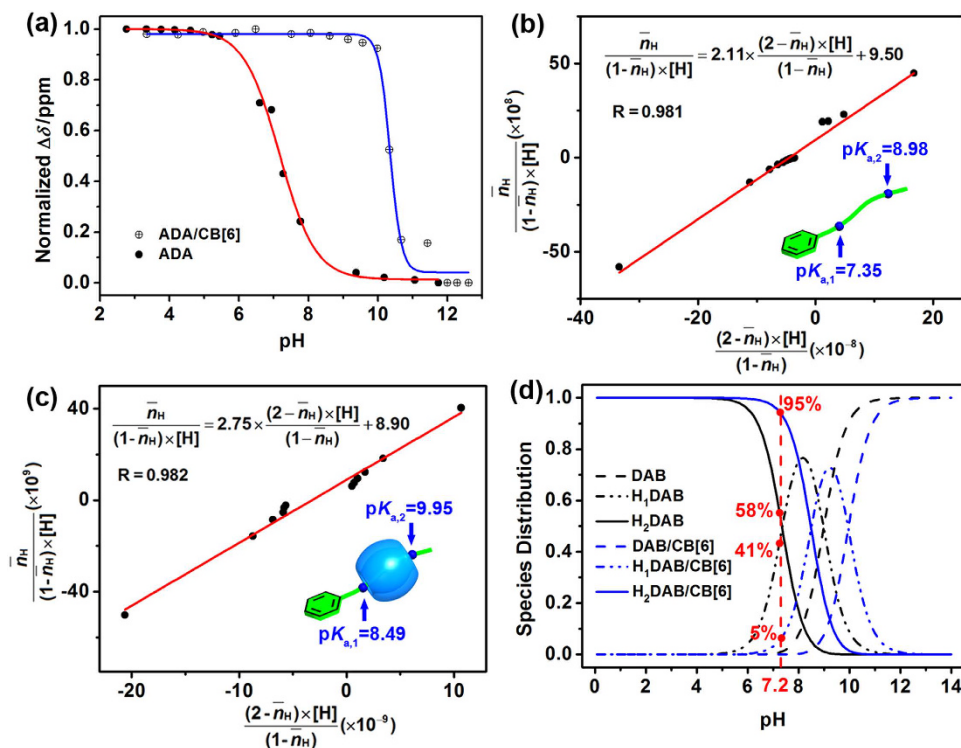 (a)
Normalized Δδ/ppm
1.0
0.8
0.6
0.4
0.2
0.0
ADA/CB[6]
ADA
2 4 6 8 10 12
pH
(b)
n̄H / (1-n̄H)×[H] = 2.11× (2-n̄H)×[H] / (1-n̄H) +9.50
R = 0.981
n̄H / (1-n̄H)×[H] (×10⁸)
50
0
-50
pKa,2=8.98
pKa,1=7.35
-40 -20 0 20
(2-n̄H)×[H] / (1-n̄H) (×10⁻⁸)
(c)
n̄H / (1-n̄H)×[H] = 2.75× (2-n̄H)×[H] / (1-n̄H) +8.90
R = 0.982
n̄H / (1-n̄H)×[H] (×10⁹)
40
0
-40
pKa,2=9.95
pKa,1=8.49
-20 -10 0 10
(2-n̄H)×[H] / (1-n̄H) (×10⁻⁹)
(d)
Species Distribution
1.0
0.8
0.6
0.4
0.2
0.0
95%
58%
41%
5%
DAB
H₁DAB
H₂DAB
DAB/CB[6]
H₁DAB/CB[6]
H₂DAB/CB[6]
0 2 4 6 8 10 12 14
7.2
pH